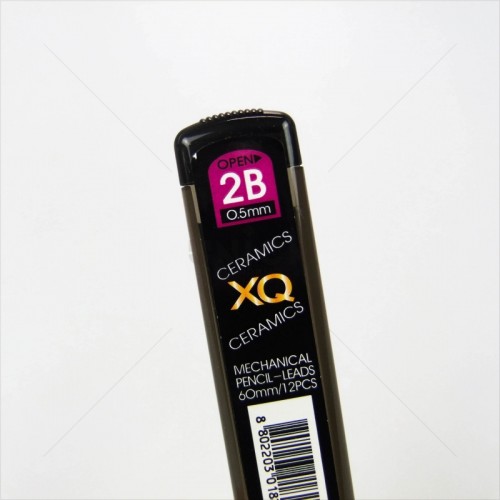 OPEN▶
2B
0.5mm
CERAMICS
XQ
CERAMICS
MECHANICAL
PENCIL-LEADS
60mm/12PCS
8 802203 018